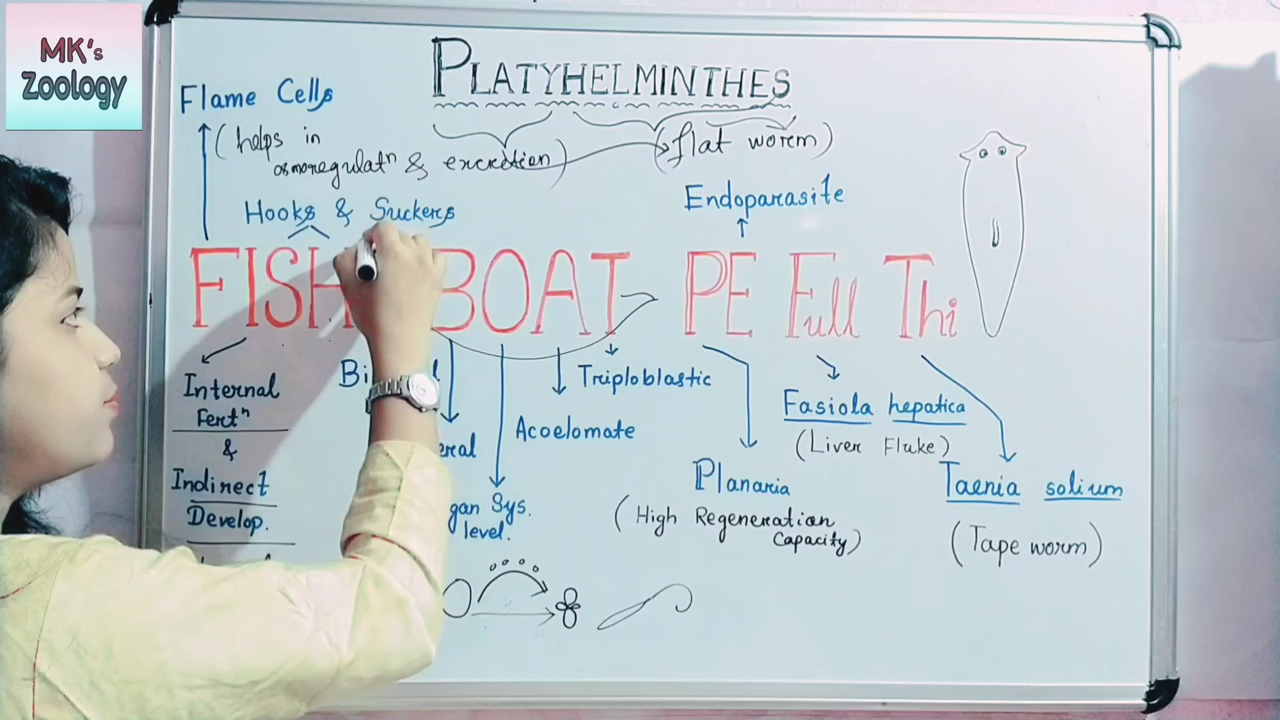 MK's
Zoology
PLATYHELMINTHES
Flame Cells
(helps in
osmoregulatⁿ & excretion)
(flat worm)
Hooks & Suckers
Endoparasite
FISH BOAT PE Full Thi
Internal
Fertⁿ
&
Indirect
Develop.
Triploblastic
Acoelomate
eral
gan Sys.
level.
Fasiola hepatica
(Liver Fluke)
Planaria
(High Regeneration
Capacity)
Taenia solium
(Tape worm)